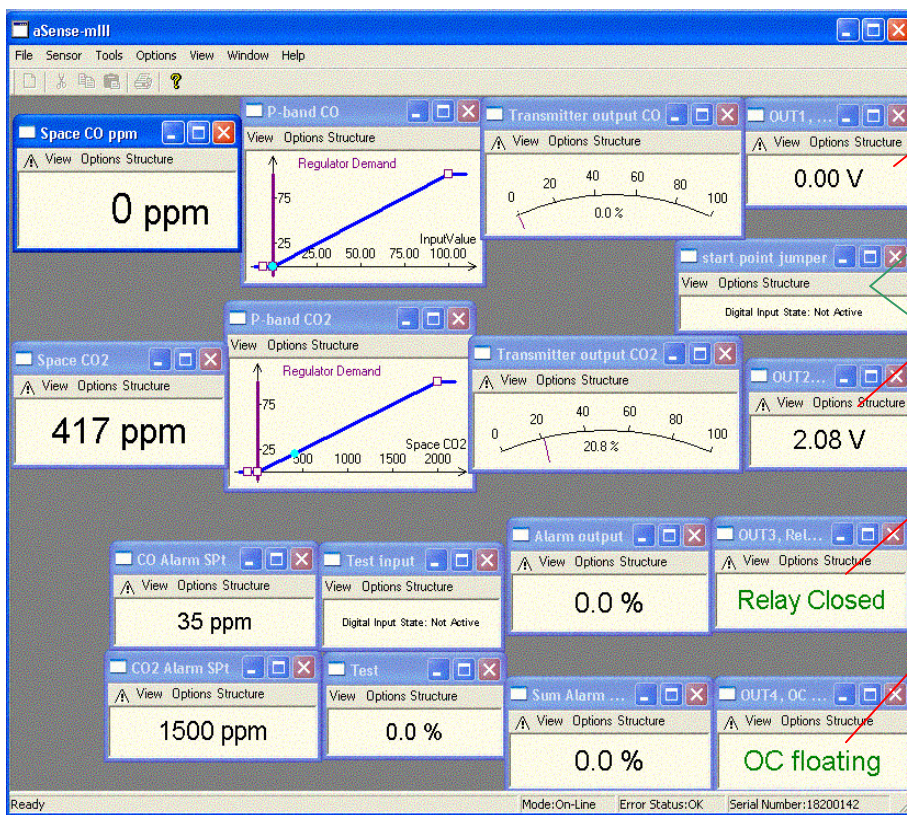 aSense-mIII
File Sensor Tools Options View Window Help
Space CO ppm
View Options Structure
0 ppm
P-band CO
View Options Structure
Regulator Demand
75
25
InputValue
25.00 50.00 75.00 100.00
Transmitter output CO
View Options Structure
0 20 40 60 80 100
0.0 %
OUT1, ...
View Options Structure
0.00 V
start point jumper
View Options Structure
Digital Input State: Not Active
Space CO2
View Options Structure
417 ppm
P-band CO2
View Options Structure
Regulator Demand
75
25
Space CO2
500 1000 1500 2000
Transmitter output CO2
View Options Structure
0 20 40 60 80 100
20.8 %
OUT2...
View Options Structure
2.08 V
CO Alarm SPt
View Options Structure
35 ppm
Test input
View Options Structure
Digital Input State: Not Active
Alarm output
View Options Structure
0.0 %
OUT3, Rel...
View Options Structure
Relay Closed
CO2 Alarm SPt
View Options Structure
1500 ppm
Test
View Options Structure
0.0 %
Sum Alarm ...
View Options Structure
0.0 %
OUT4, OC ...
View Options Structure
OC floating
Ready Mode:On-Line Error Status:OK Serial Number:18200142